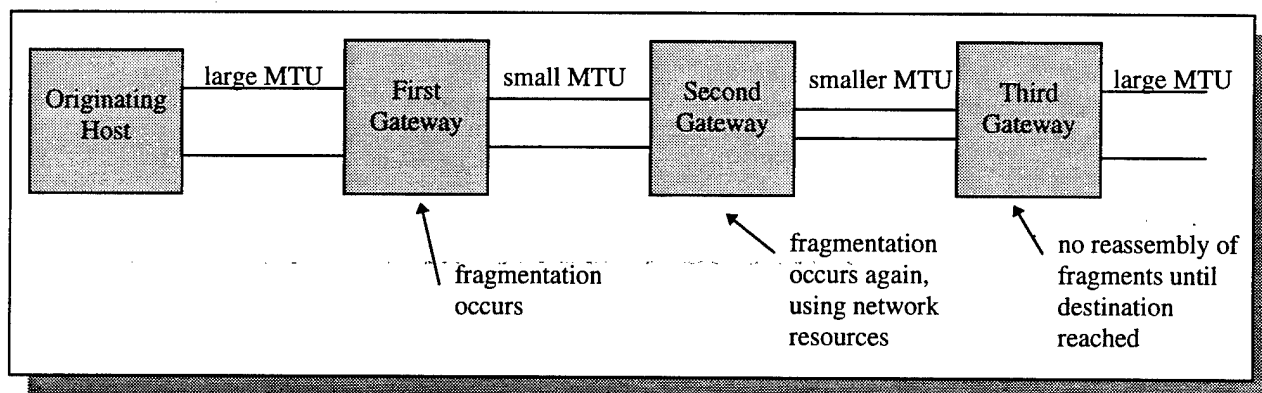 Originating
Host
large MTU
First
Gateway
small MTU
Second
Gateway
smaller MTU
Third
Gateway
large MTU
fragmentation
occurs
fragmentation
occurs again,
using network
resources
no reassembly of
fragments until
destination
reached